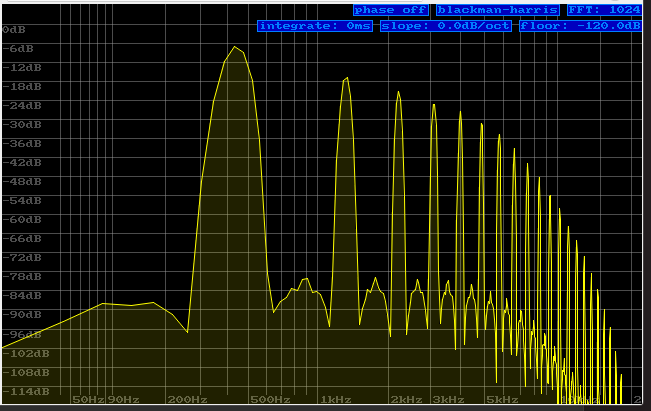 phase off blackman-harris FFT: 1024
integrate: 0ms slope: 0.0dB/oct floor: -120.0dB
0dB
-6dB
-12dB
-18dB
-24dB
-30dB
-36dB
-42dB
-48dB
-54dB
-60dB
-66dB
-72dB
-78dB
-84dB
-90dB
-96dB
-102dB
-108dB
-114dB
50Hz 90Hz 200Hz 500Hz 1kHz 2kHz 3kHz 5kHz 2